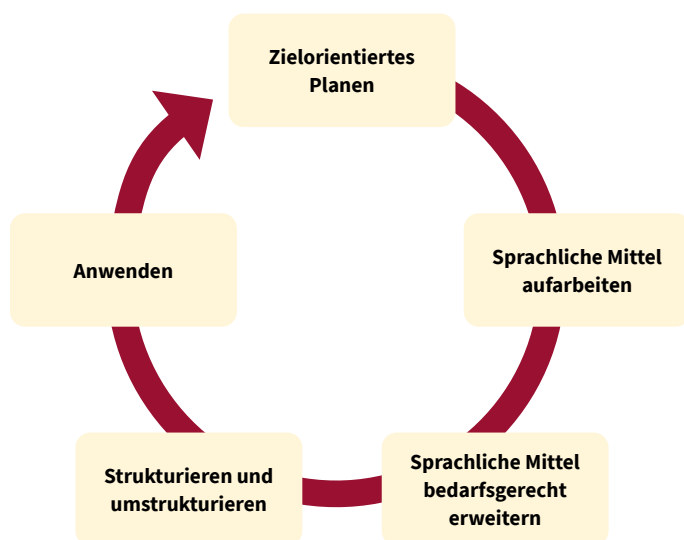 Zielorientiertes
Planen
Sprachliche Mittel
aufarbeiten
Sprachliche Mittel
bedarfsgerecht
erweitern
Strukturieren und
umstrukturieren
Anwenden